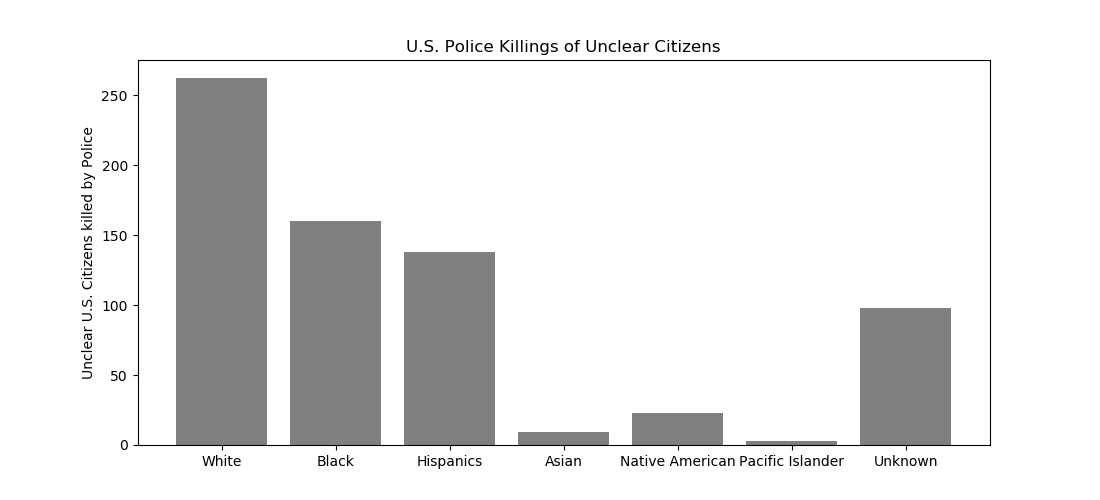 U.S. Police Killings of Unclear Citizens
Unclear U.S. Citizens killed by Police
250
200
150
100
50
0
White Black Hispanics Asian Native American Pacific Islander Unknown